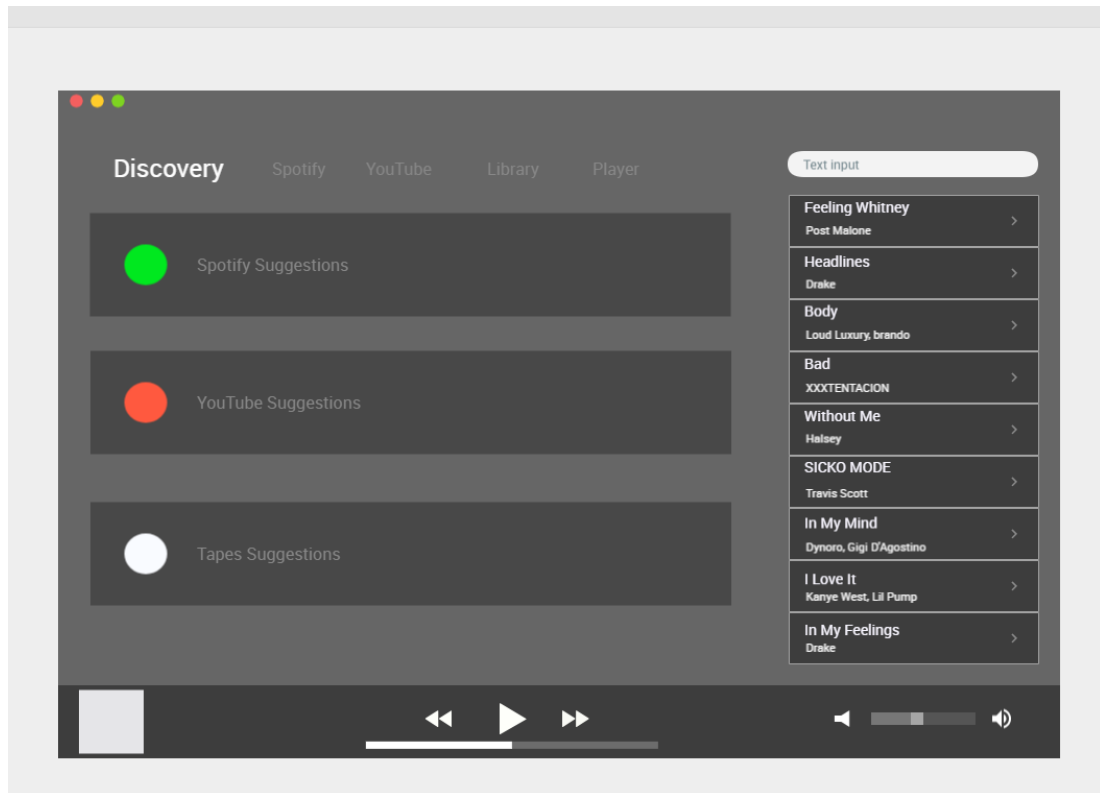 Discovery Spotify YouTube Library Player
Text input
Spotify Suggestions
YouTube Suggestions
Tapes Suggestions
Feeling Whitney
Post Malone
Headlines
Drake
Body
Loud Luxury, brando
Bad
XXXTENTACION
Without Me
Halsey
SICKO MODE
Travis Scott
In My Mind
Dynoro, Gigi D'Agostino
I Love It
Kanye West, Lil Pump
In My Feelings
Drake